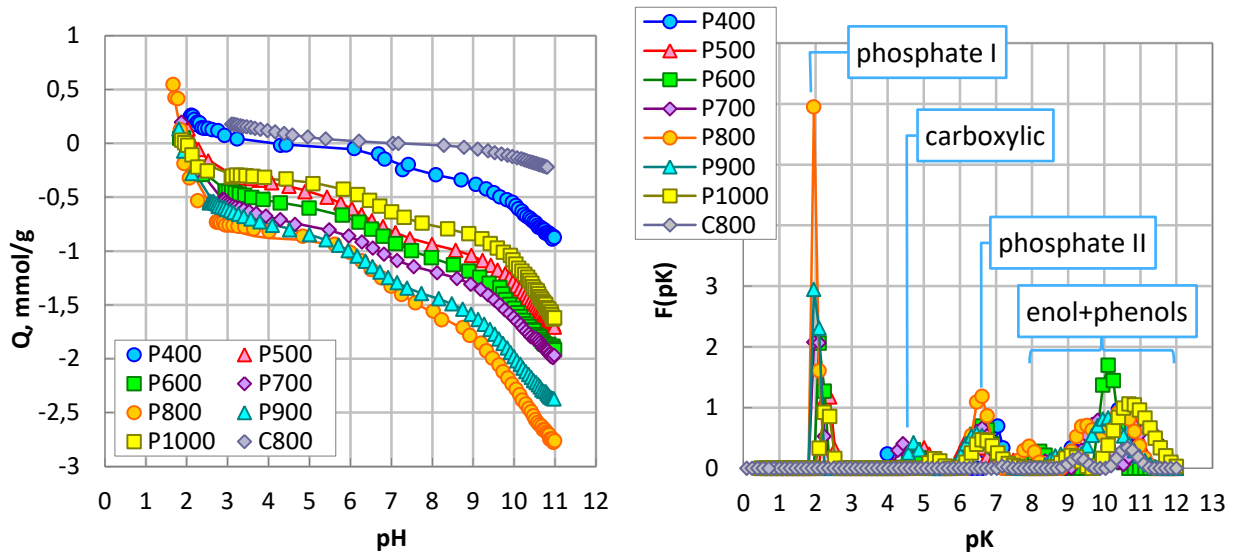 1
0,5
0
-0,5
-1
-1,5
-2
-2,5
-3
0 1 2 3 4 5 6 7 8 9 10 11 12
Q, mmol/g
pH
P400 P500
P600 P700
P800 P900
P1000 C800
P400
P500
P600
P700
P800
P900
P1000
C800
phosphate I
carboxylic
phosphate II
enol+phenols
3
2
1
0
0 1 2 3 4 5 6 7 8 9 10 11 12 13
F(pK)
pK